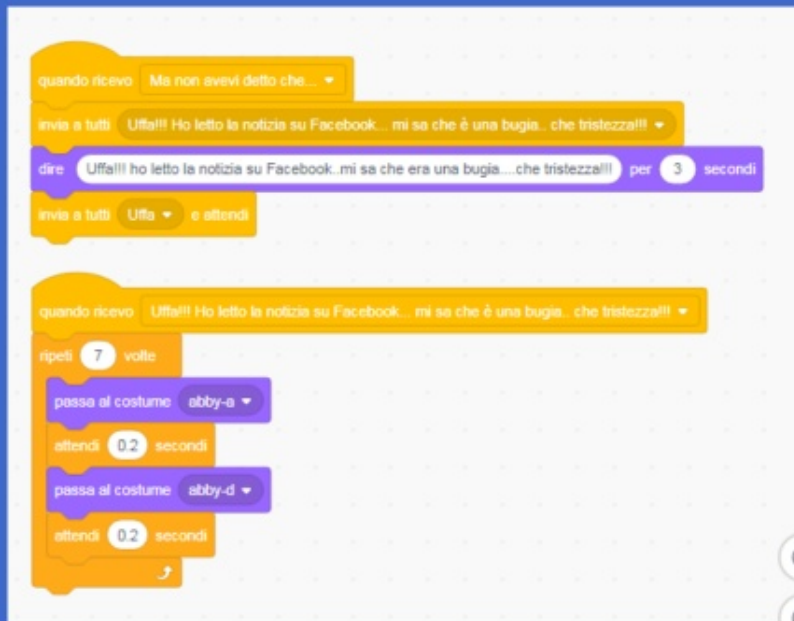 quando ricevo Ma non avevi detto che...
invia a tutti Uffa!!! Ho letto la notizia su Facebook... mi sa che è una bugia.. che tristezza!!!
dire Uffa!!! ho letto la notizia su Facebook..mi sa che era una bugia....che tristezza!!! per 3 secondi
invia a tutti Uffa e attendi
quando ricevo Uffa!!! Ho letto la notizia su Facebook... mi sa che è una bugia.. che tristezza!!!
ripeti 7 volte
passa al costume abby-a
attendi 0.2 secondi
passa al costume abby-d
attendi 0.2 secondi